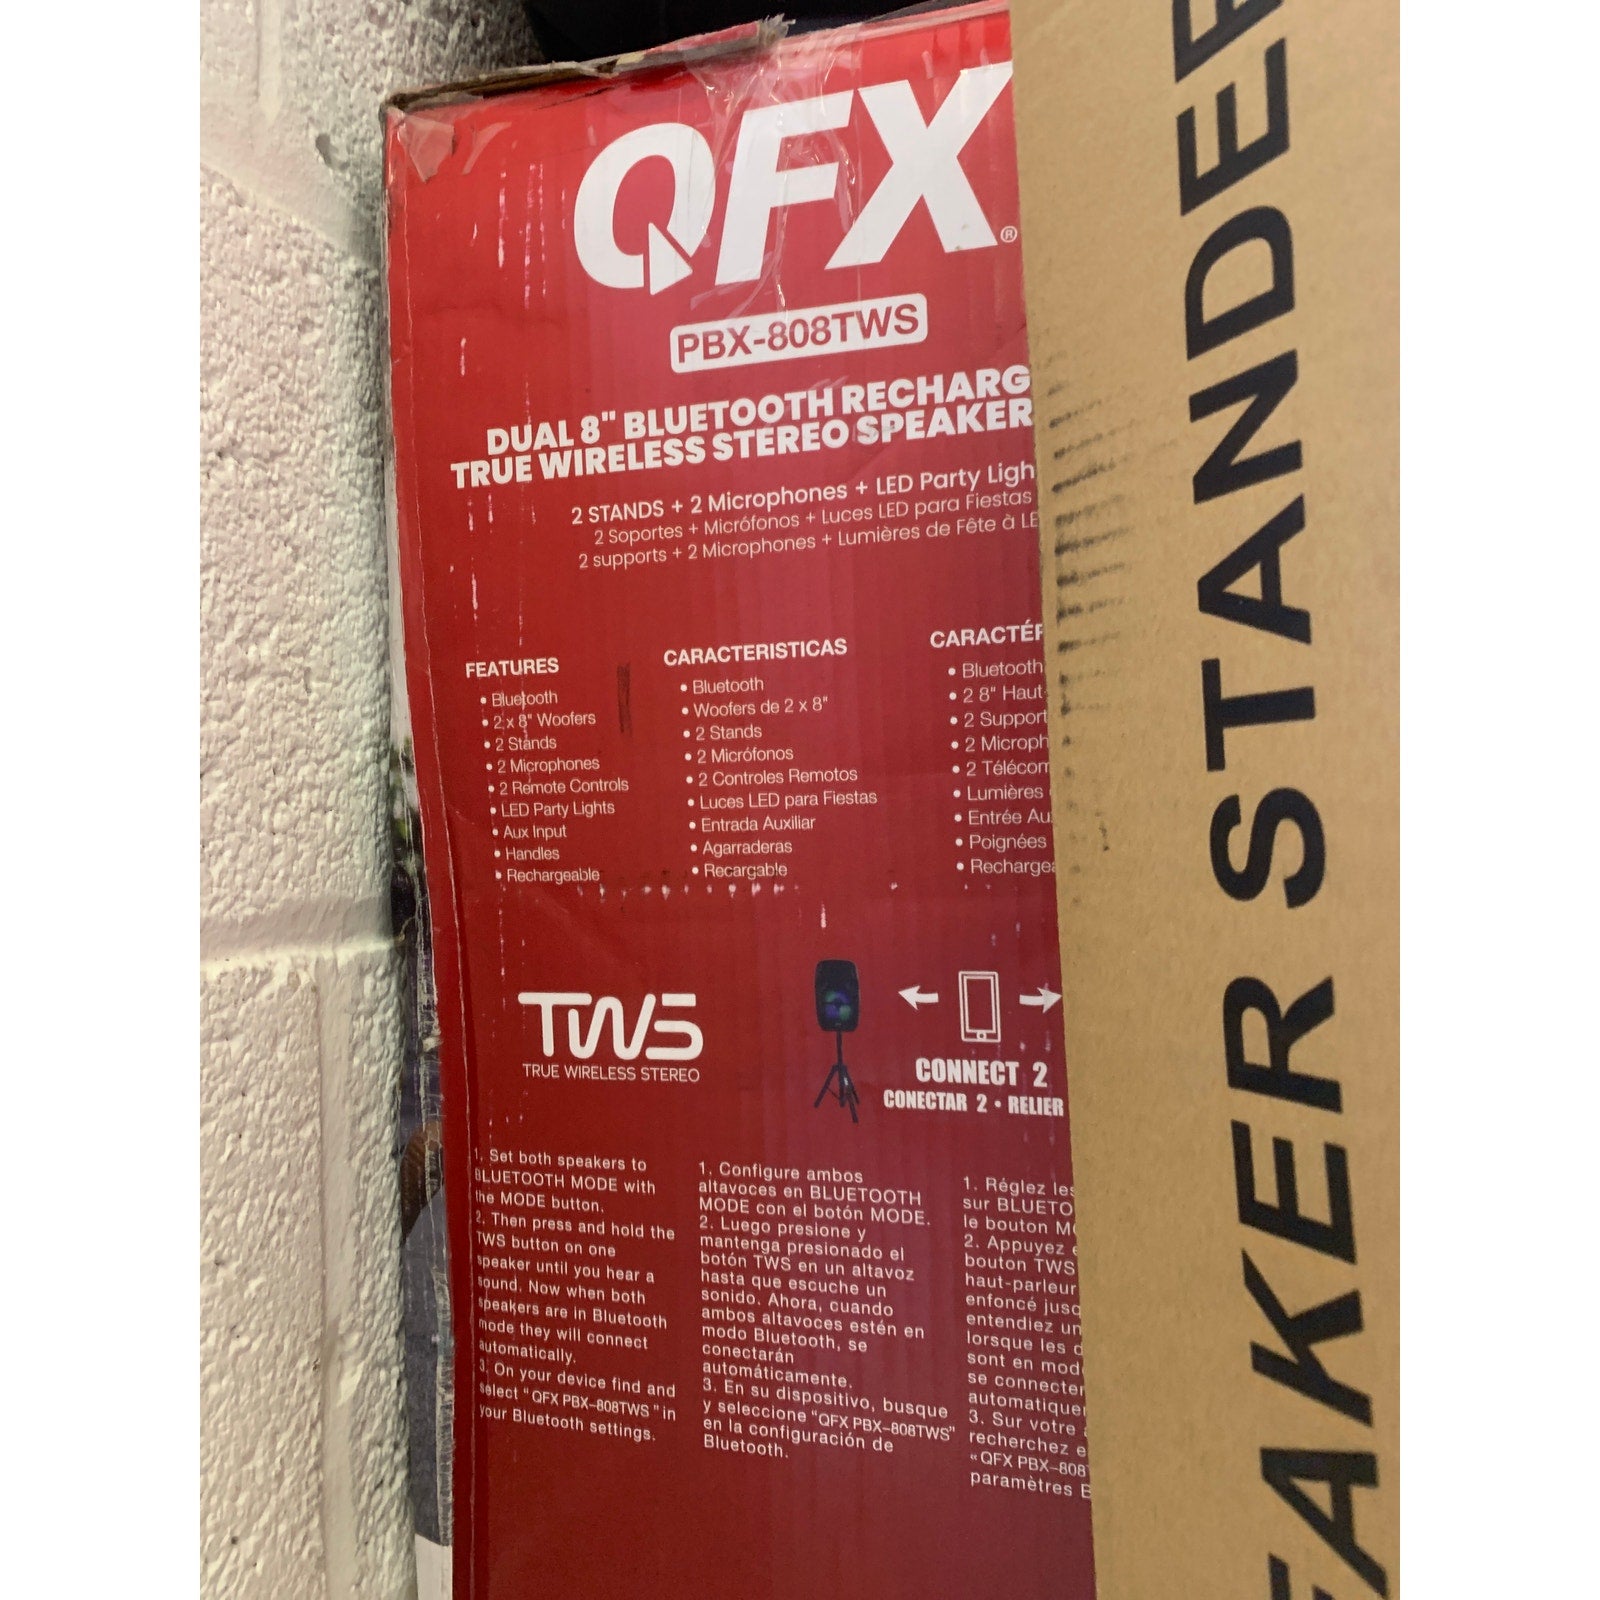 QFX®
PBX-808TWS
DUAL 8" BLUETOOTH RECHARG
TRUE WIRELESS STEREO SPEAKER
2 STANDS + 2 Microphones + LED Party Ligh
2 Soportes + Micrófonos + Luces LED para Fiestas
2 supports + 2 Microphones + Lumières de Fête à LE
FEATURES
• Bluetooth
• 2 x 8" Woofers
• 2 Stands
• 2 Microphones
• 2 Remote Controls
• LED Party Lights
• Aux Input
• Handles
• Rechargeable
CARACTERISTICAS
• Bluetooth
• Woofers de 2 x 8"
• 2 Stands
• 2 Micrófonos
• 2 Controles Remotos
• Luces LED para Fiestas
• Entrada Auxiliar
• Agarraderas
• Recargable
CARACTÉR
• Bluetooth
• 2 8" Haut-
• 2 Support
• 2 Microph
• 2 Télécom
• Lumières
• Entrée Au
• Poignées
• Rechargea
TWS
TRUE WIRELESS STEREO
CONNECT 2
CONECTAR 2 • RELIER
1. Set both speakers to
BLUETOOTH MODE with
the MODE button.
2. Then press and hold the
TWS button on one
speaker until you hear a
sound. Now when both
speakers are in Bluetooth
mode they will connect
automatically.
3. On your device find and
select "QFX PBX-808TWS" in
your Bluetooth settings.
1. Configure ambos
altavoces en BLUETOOTH
MODE con el botón MODE.
2. Luego presione y
mantenga presionado el
botón TWS en un altavoz
hasta que escuche un
sonido. Ahora, cuando
ambos altavoces estén en
modo Bluetooth, se
conectarán
automáticamente.
3. En su dispositivo, busque
y seleccione "QFX PBX-808TWS"
en la configuración de
Bluetooth.
1. Réglez les
sur BLUETO
le bouton M
2. Appuyez
bouton TWS
haut-parleur
enfoncé jusq
entendiez un
lorsque les
sont en mod
se connecter
automatique
3. Sur votre
recherchez e
«QFX PBX-808
paramètres B
EAKER STANDER